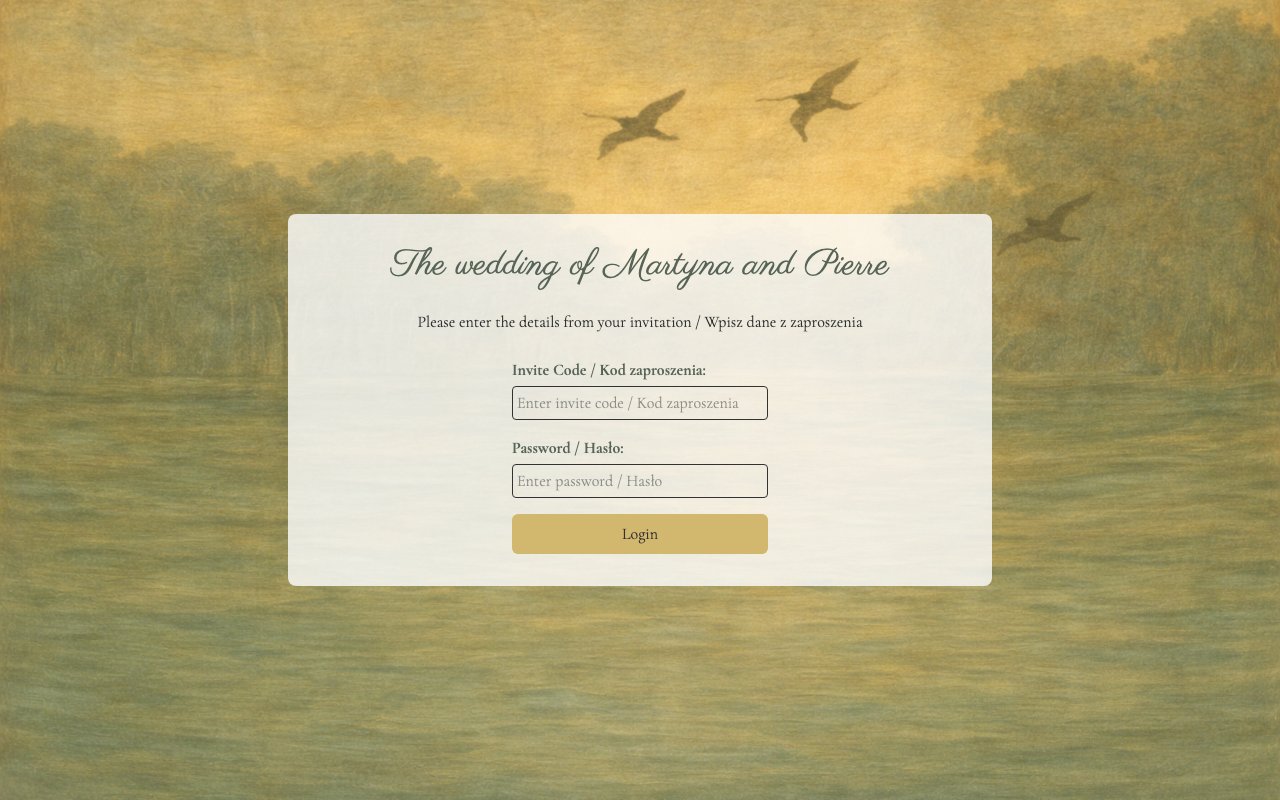 The wedding of Martyna and Pierre
Please enter the details from your invitation / Wpisz dane z zaproszenia
Invite Code / Kod zaproszenia:
Enter invite code / Kod zaproszenia
Password / Hasło:
Enter password / Hasło
Login